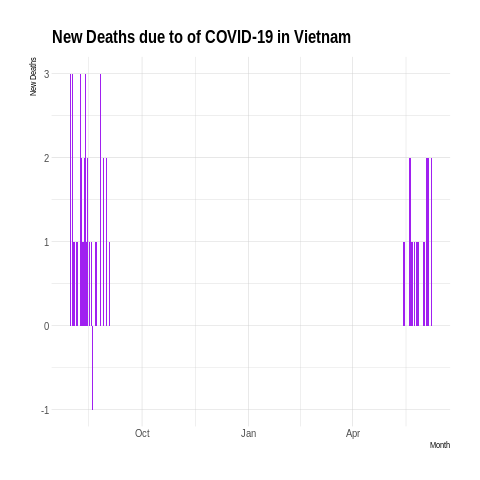 New Deaths due to of COVID-19 in Vietnam
New Deaths
3
2
1
0
-1
Oct
Jan
Apr
Month